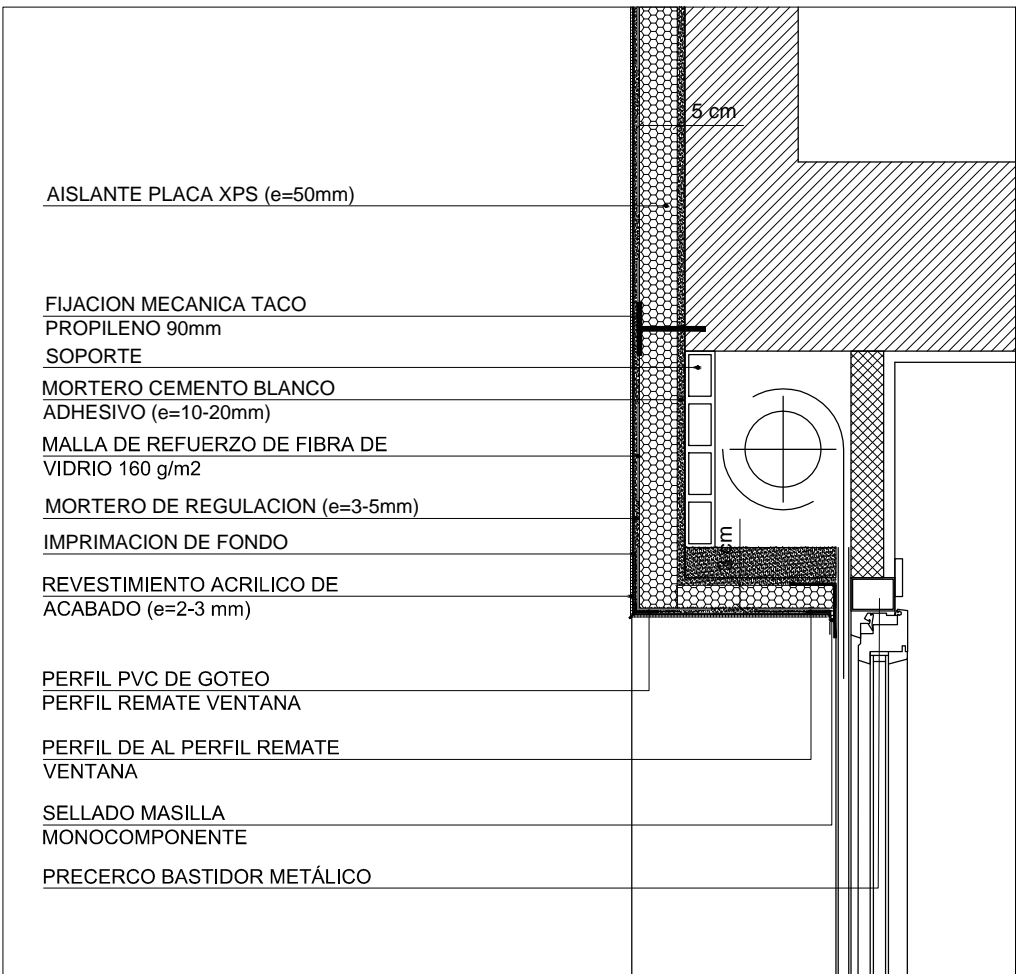 5 cm
AISLANTE PLACA XPS (e=50mm)
FIJACION MECANICA TACO
PROPILENO 90mm
SOPORTE
MORTERO CEMENTO BLANCO
ADHESIVO (e=10-20mm)
MALLA DE REFUERZO DE FIBRA DE
VIDRIO 160 g/m2
MORTERO DE REGULACION (e=3-5mm)
IMPRIMACION DE FONDO
cm
REVESTIMIENTO ACRILICO DE
ACABADO (e=2-3 mm)
PERFIL PVC DE GOTEO
PERFIL REMATE VENTANA
PERFIL DE AL PERFIL REMATE
VENTANA
SELLADO MASILLA
MONOCOMPONENTE
PRECERCO BASTIDOR METÁLICO